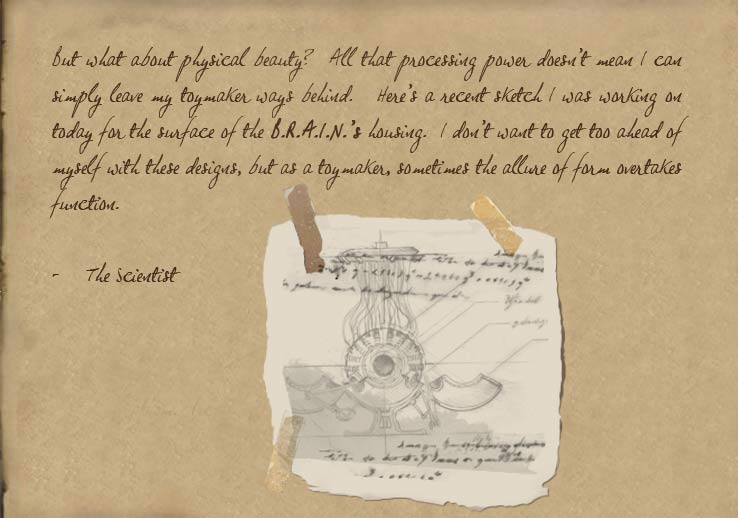 But what about physical beauty? All that processing power doesn't mean I can
simply leave my toymaker ways behind. Here's a recent sketch I was working on
today for the surface of the B.R.A.I.N.'s housing. I don't want to get too ahead of
myself with these designs, but as a toymaker, sometimes the allure of form overtakes
function.
- The Scientist